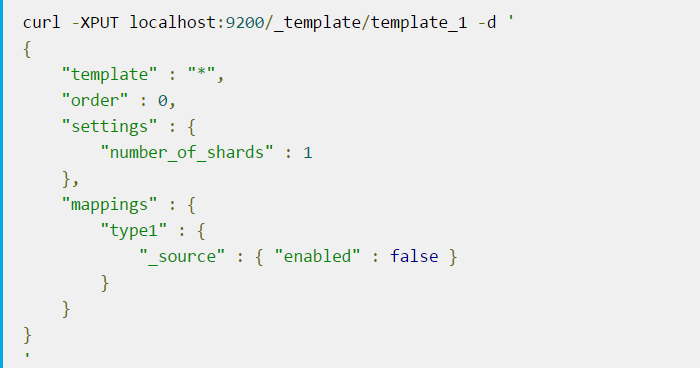 curl -XPUT localhost:9200/_template/template_1 -d '
{
    "template" : "*",
    "order" : 0,
    "settings" : {
        "number_of_shards" : 1
    },
    "mappings" : {
        "type1" : {
            "_source" : { "enabled" : false }
        }
    }
}
'